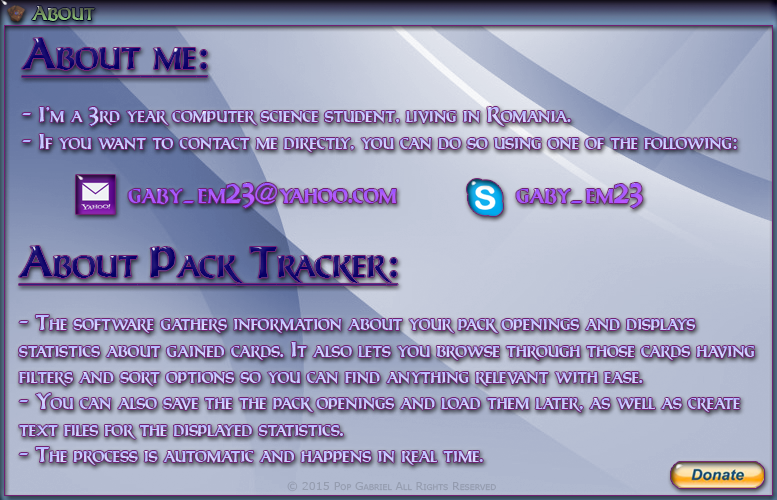 About
About me:
- I'm a 3rd year computer science student, living in Romania.
- If you want to contact me directly, you can do so using one of the following:
YAHOO! gaby_em23@yahoo.com S gaby_em23
About Pack Tracker:
- The software gathers information about your pack openings and displays
statistics about gained cards. It also lets you browse through those cards having
filters and sort options so you can find anything relevant with ease.
- You can also save the the pack openings and load them later, as well as create
text files for the displayed statistics.
- The process is automatic and happens in real time.
Donate
© 2015 Pop Gabriel All Rights Reserved